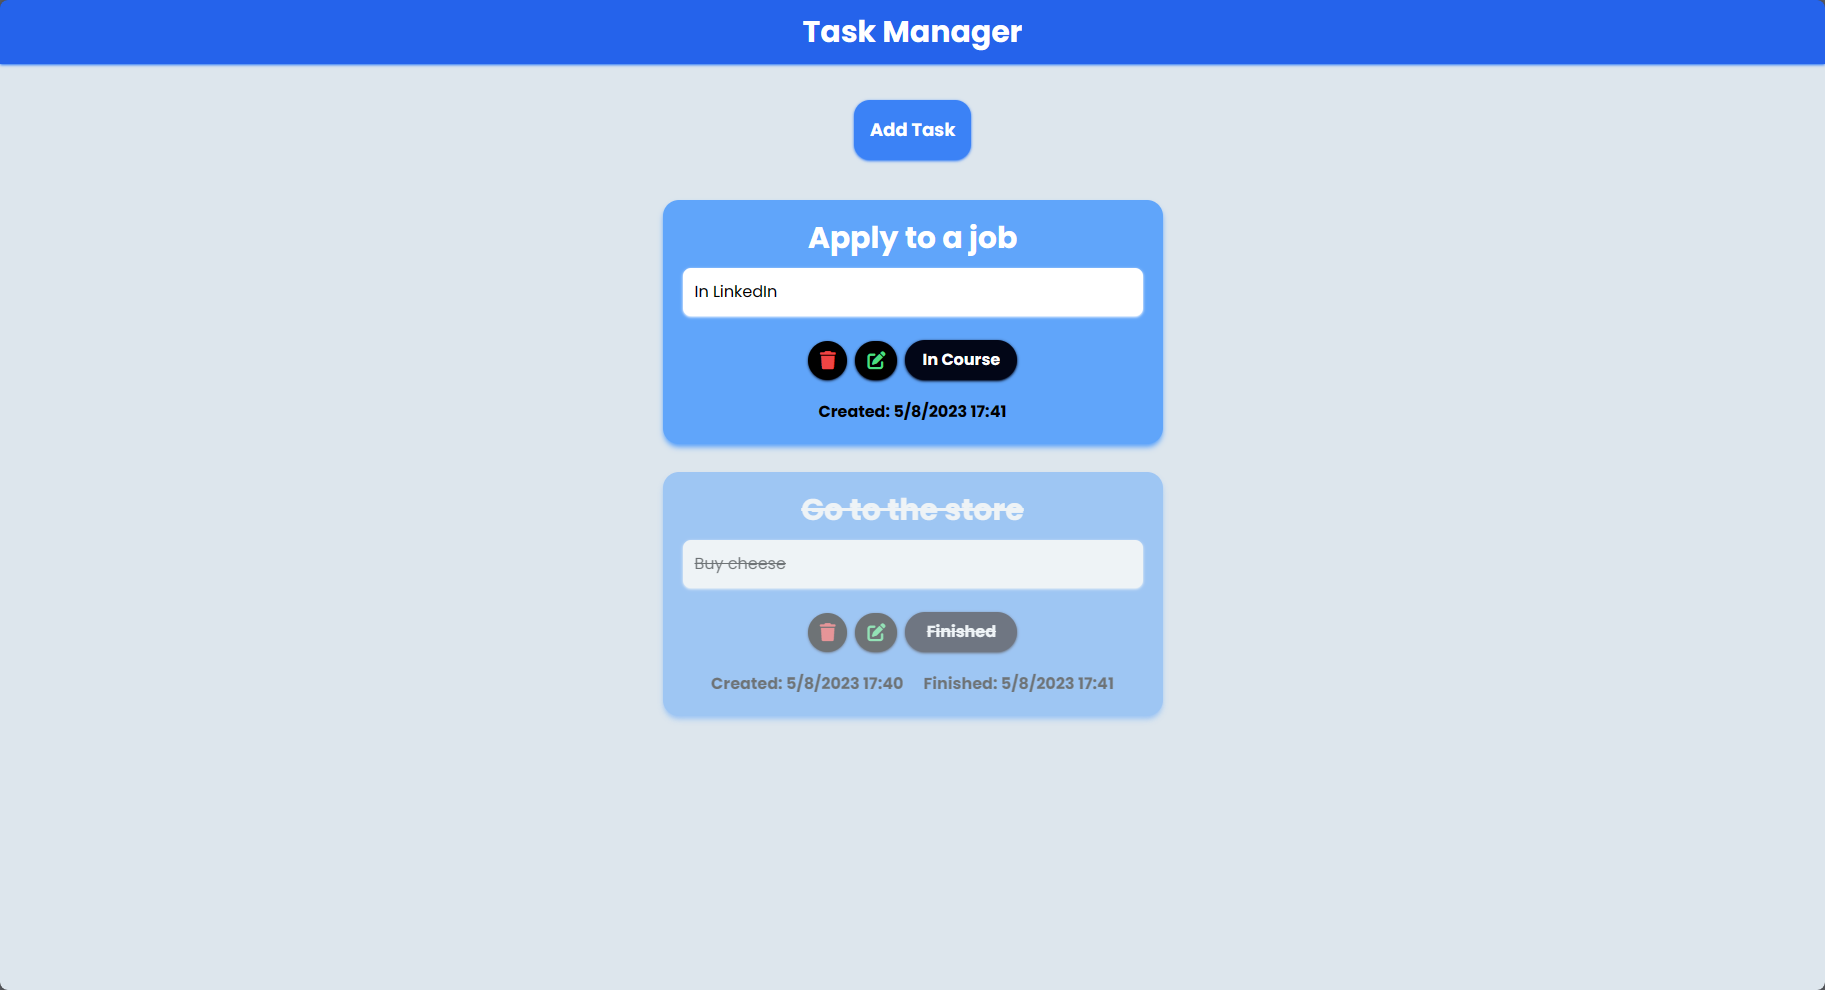 Task Manager
Add Task
Apply to a job
In LinkedIn
In Course
Created: 5/8/2023 17:41
Go to the store
Buy cheese
Finished
Created: 5/8/2023 17:40 Finished: 5/8/2023 17:41